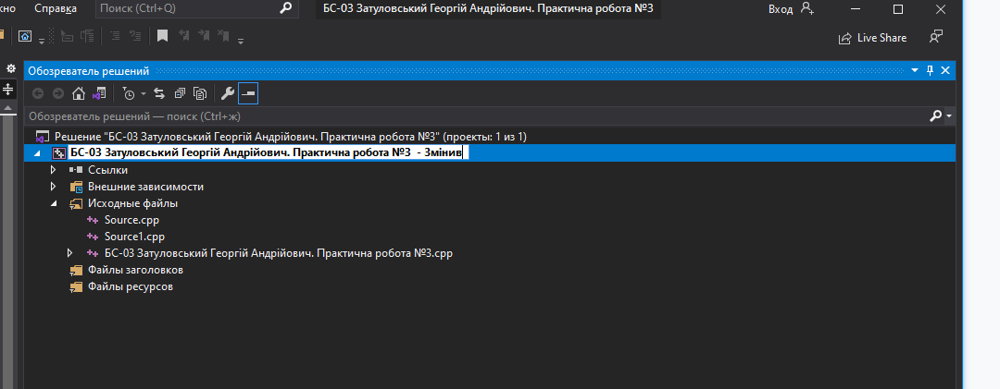 Справка
Поиск (Ctrl+Q)
БС-03 Затуловський Георгій Андрійович. Практична робота №3
Вход
Live Share
Обозреватель решений
Обозреватель решений — поиск (Ctrl+ж)
Решение "БС-03 Затуловський Георгій Андрійович. Практична робота №3" (проекты: 1 из 1)
БС-03 Затуловський Георгій Андрійович. Практична робота №3 - Змінив
Ссылки
Внешние зависимости
Исходные файлы
Source.cpp
Source1.cpp
БС-03 Затуловський Георгій Андрійович. Практична робота №3.cpp
Файлы заголовков
Файлы ресурсов